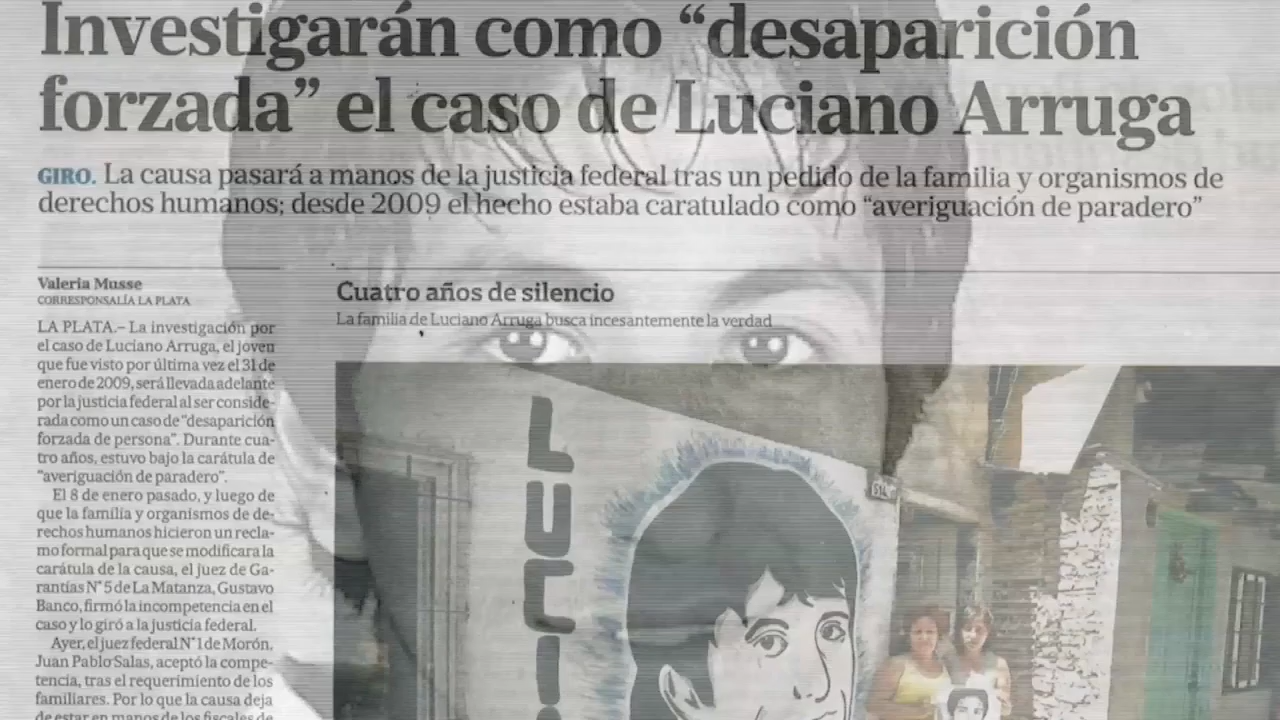 Investigarán como “desaparición
forzada” el caso de Luciano Arruga
GIRO. La causa pasará a manos de la justicia federal tras un pedido de la familia y organismos de
derechos humanos; desde 2009 el hecho estaba caratulado como “averiguación de paradero”
Valeria Musse
CORRESPONSALÍA LA PLATA
LA PLATA.– La investigación por
el caso de Luciano Arruga, el joven
que fue visto por última vez el 31 de
enero de 2009, será llevada adelante
por la justicia federal al ser conside-
rada como un caso de “desaparición
forzada de persona”. Durante cua-
tro años, estuvo bajo la carátula de
“averiguación de paradero”.
El 8 de enero pasado, y luego de
que la familia y organismos de de-
rechos humanos hicieron un recla-
mo formal para que se modificara la
carátula de la causa, el juez de Ga-
rantías N°5 de La Matanza, Gustavo
Banco, firmó la incompetencia en el
caso y lo giró a la justicia federal.
Ayer, el juez federal N°1 de Morón,
Juan Pablo Salas, aceptó la compe-
tencia, tras el requerimiento de los
familiares. Por lo que la causa deja
de estar en manos de los fiscales de
Cuatro años de silencio
La familia de Luciano Arruga busca incesantemente la verdad
LUCI